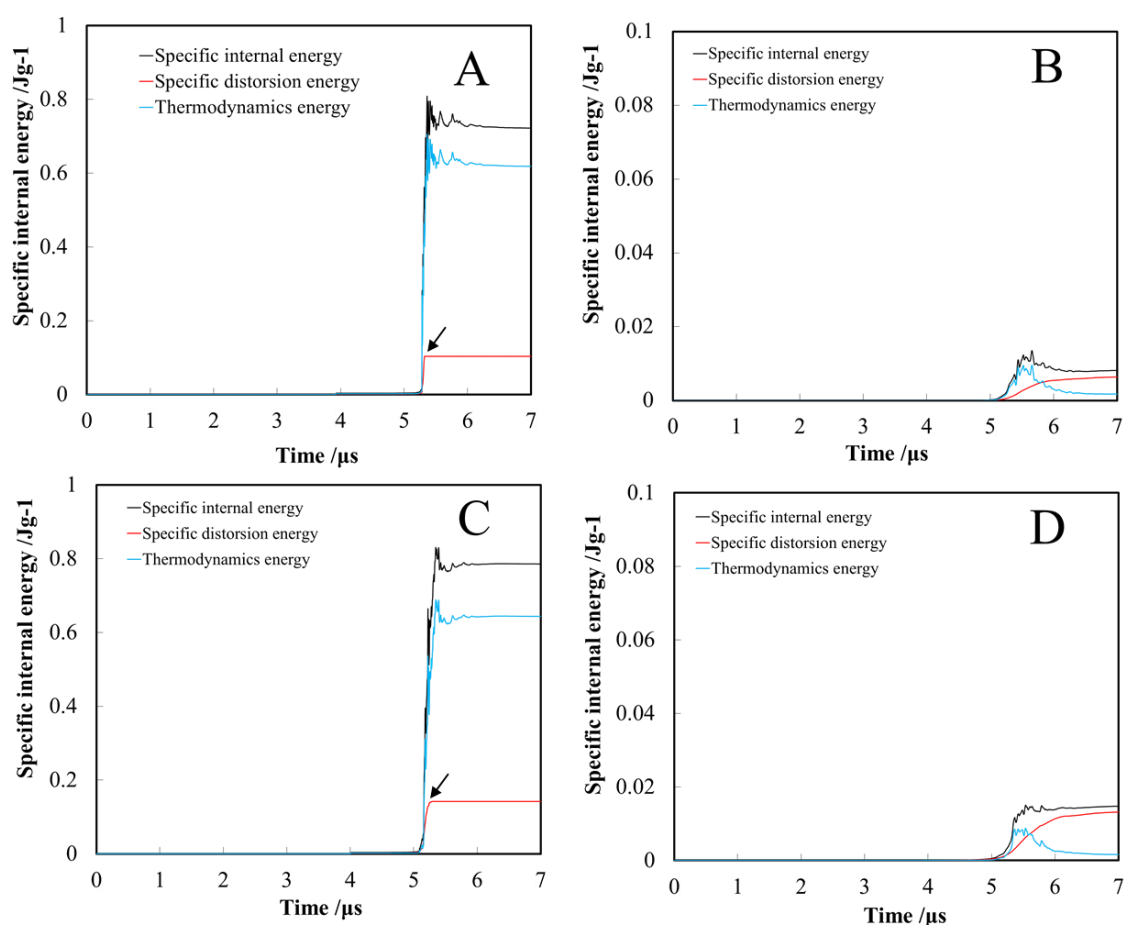 Specific internal energy /Jg-1
1
0.8
0.6
0.4
0.2
0
Specific internal energy
Specific distorsion energy
Thermodynamics energy
A
0 1 2 3 4 5 6 7
Time /µs
Specific internal energy /Jg-1
0.1
0.08
0.06
0.04
0.02
0
Specific internal energy
Specific distorsion energy
Thermodynamics energy
B
0 1 2 3 4 5 6 7
Time /µs
Specific internal energy /Jg-1
1
0.8
0.6
0.4
0.2
0
Specific internal energy
Specific distorsion energy
Thermodynamics energy
C
0 1 2 3 4 5 6 7
Time /µs
Specific internal energy /Jg-1
0.1
0.08
0.06
0.04
0.02
0
Specific internal energy
Specific distorsion energy
Thermodynamics energy
D
0 1 2 3 4 5 6 7
Time /µs